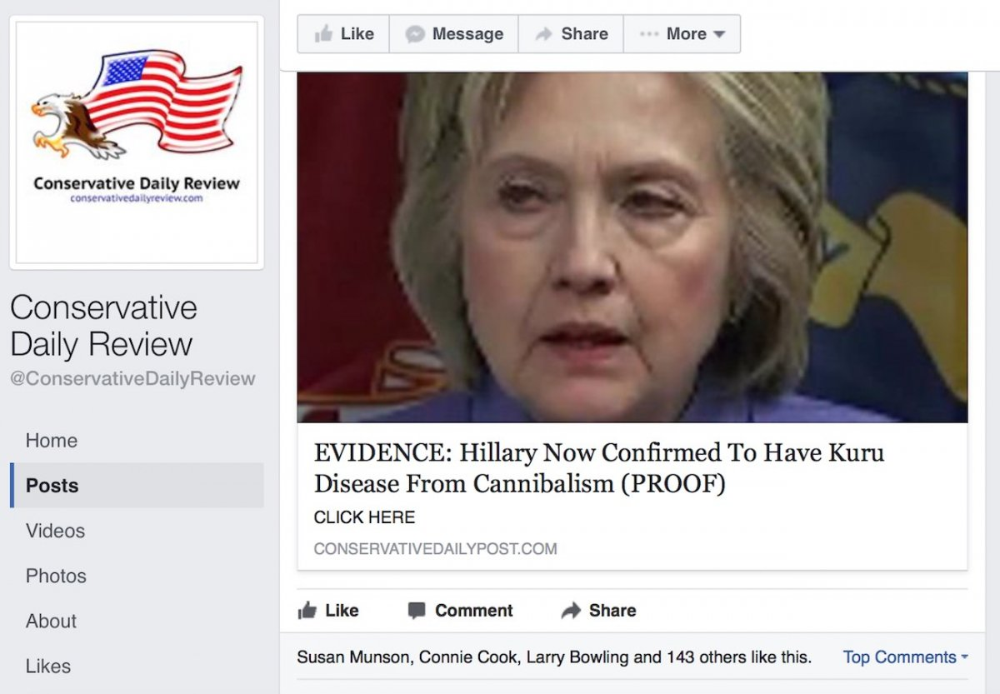 Conservative Daily Review
conservativedailyreview.com
Conservative
Daily Review
@ConservativeDailyReview
Home
Posts
Videos
Photos
About
Likes
Like Message Share More
EVIDENCE: Hillary Now Confirmed To Have Kuru
Disease From Cannibalism (PROOF)
CLICK HERE
CONSERVATIVEDAILYPOST.COM
Like Comment Share
Susan Munson, Connie Cook, Larry Bowling and 143 others like this. Top Comments